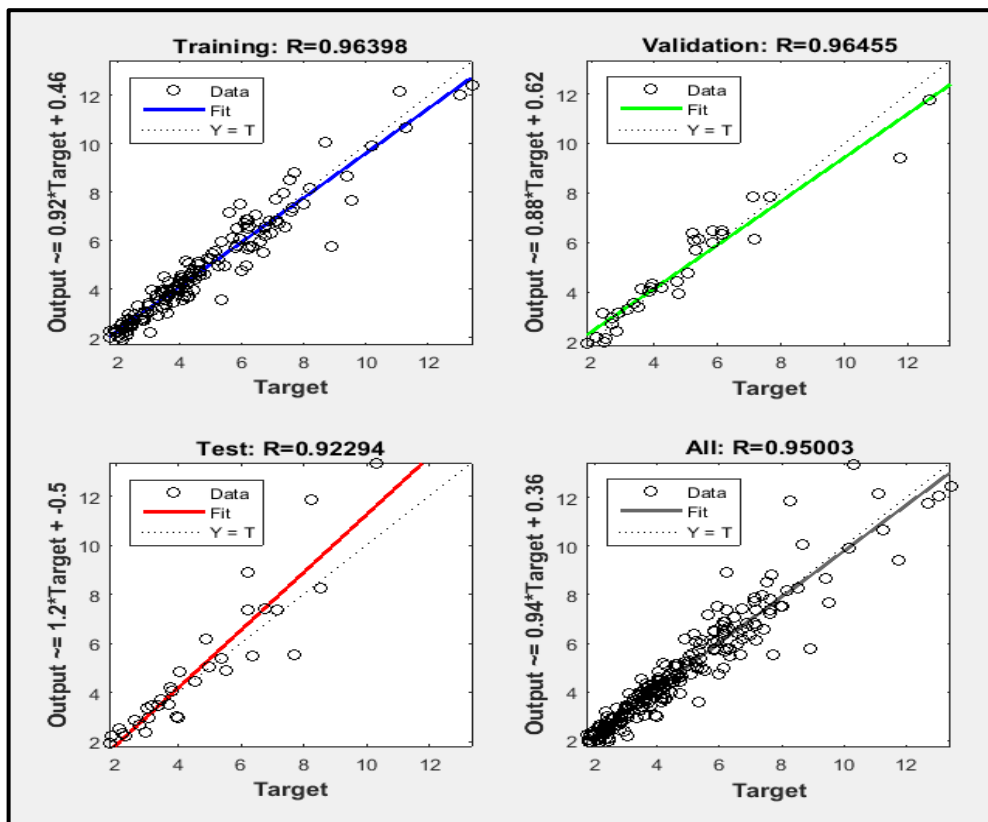 Training: R=0.96398
Output ~= 0.92*Target + 0.46
Data
Fit
Y = T
12
10
8
6
4
2
2 4 6 8 10 12
Target
Validation: R=0.96455
Output ~= 0.88*Target + 0.62
Data
Fit
Y = T
12
10
8
6
4
2
2 4 6 8 10 12
Target
Test: R=0.92294
Output ~= 1.2*Target + -0.5
Data
Fit
Y = T
12
10
8
6
4
2
2 4 6 8 10 12
Target
All: R=0.95003
Output ~= 0.94*Target + 0.36
Data
Fit
Y = T
12
10
8
6
4
2
2 4 6 8 10 12
Target